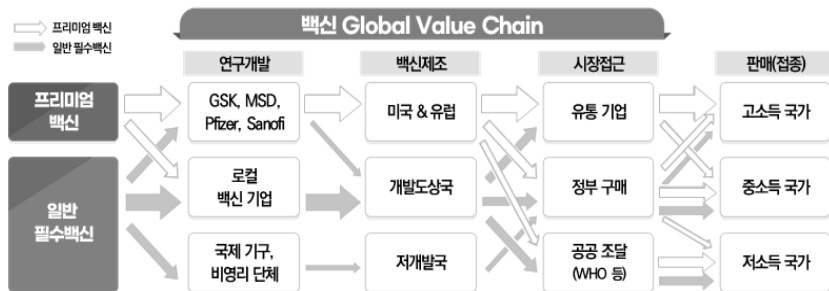 백신 Global Value Chain
프리미엄 백신
일반 필수백신
연구개발
백신제조
시장접근
판매(접종)
프리미엄
백신
GSK, MSD,
Pfizer, Sanofi
미국 & 유럽
유통 기업
고소득 국가
일반
필수백신
로컬
백신 기업
개발도상국
정부 구매
중소득 국가
국제 기구,
비영리 단체
저개발국
공공 조달
(WHO 등)
저소득 국가